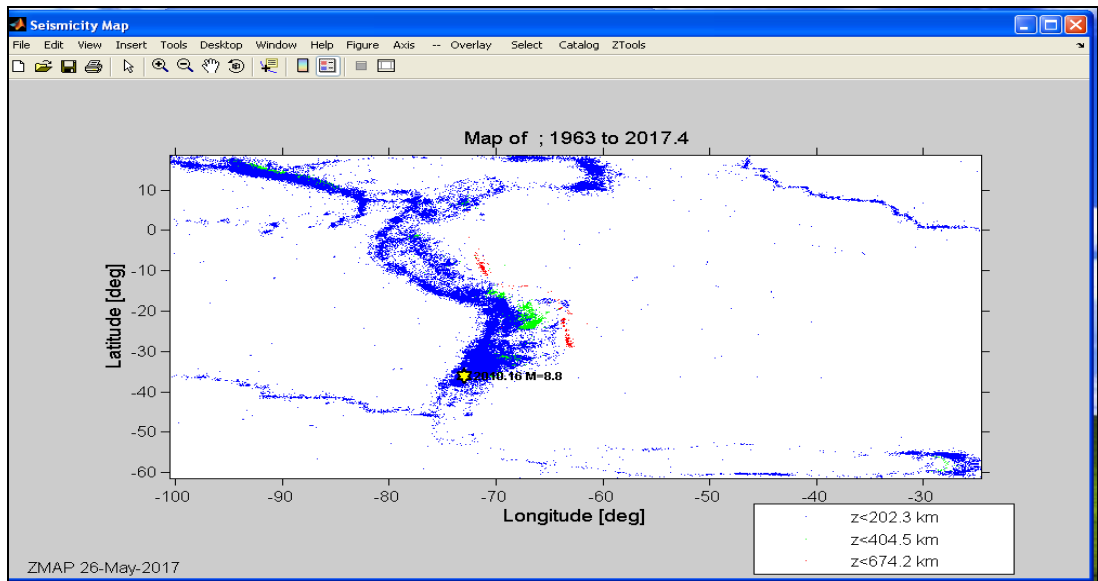 Seismicity Map
File Edit View Insert Tools Desktop Window Help Figure Axis -- Overlay Select Catalog ZTools
Map of ; 1963 to 2017.4
10
0
-10
-20
-30
-40
-50
-60
Latitude [deg]
2010.16 M=8.8
-100 -90 -80 -70 -60 -50 -40 -30
Longitude [deg]
z<202.3 km
z<404.5 km
z<674.2 km
ZMAP 26-May-2017